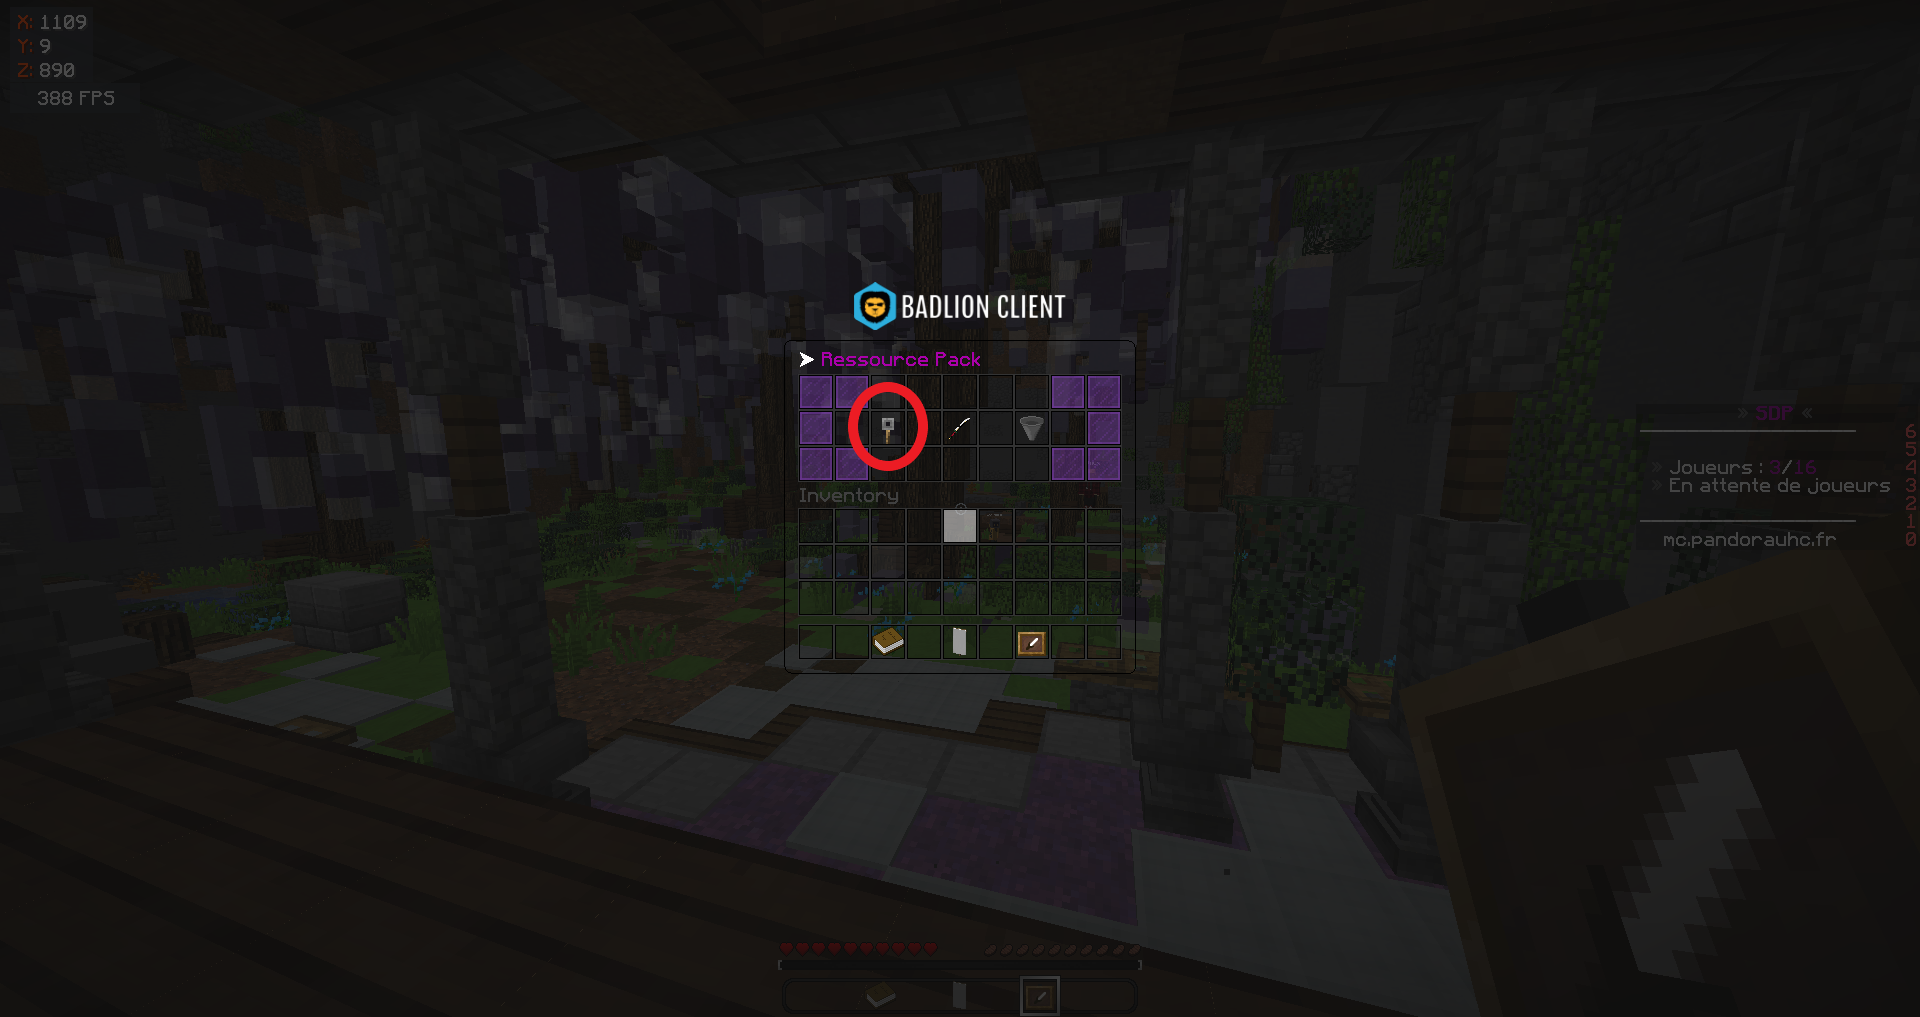 X: 1109
Y: 9
Z: 890
388 FPS
BADLION CLIENT
➤ Ressource Pack
Inventory
» SOP «
» Joueurs : 3/16
» En attente de joueurs
mc.pandorauhc.fr
6
5
4
3
2
1
0